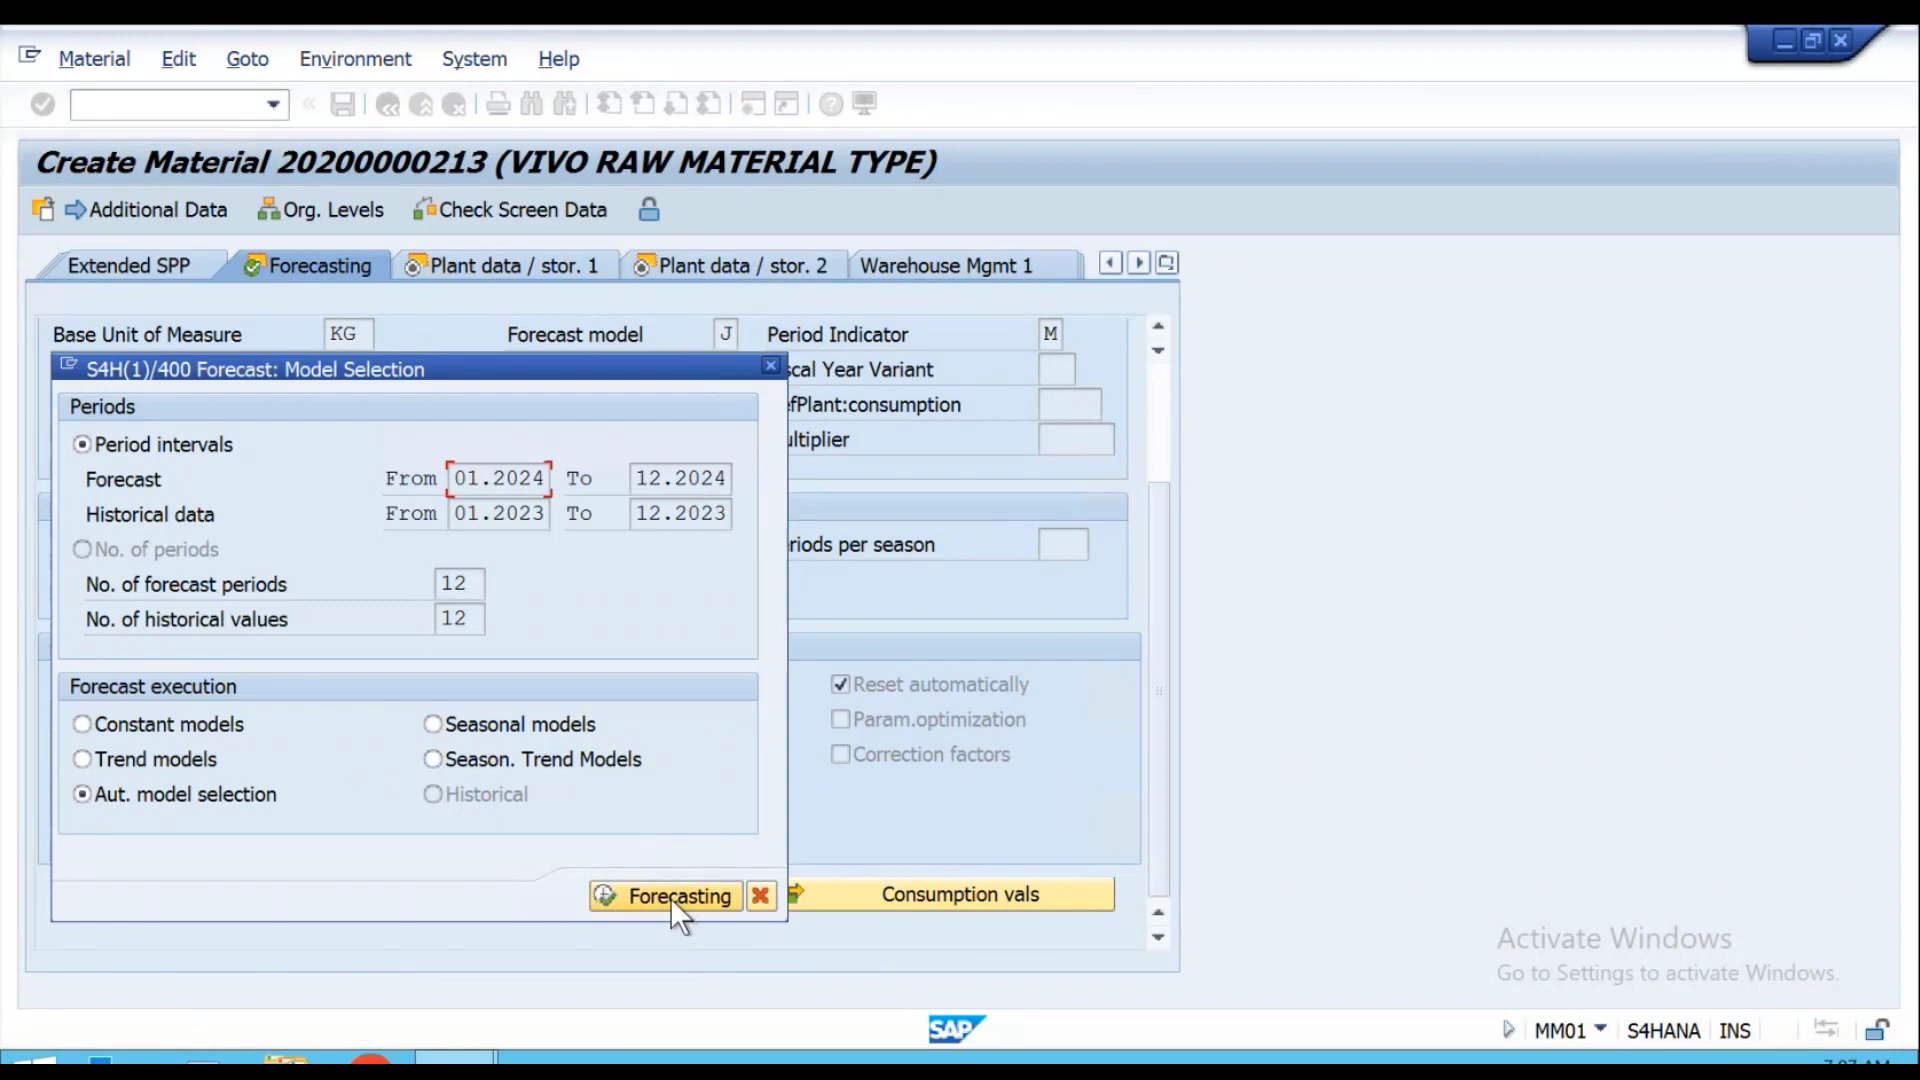 Material Edit Goto Environment System Help
Create Material 20200000213 (VIVO RAW MATERIAL TYPE)
Additional Data Org. Levels Check Screen Data
Extended SPP Forecasting Plant data / stor. 1 Plant data / stor. 2 Warehouse Mgmt 1
Base Unit of Measure KG Forecast model J Period Indicator M
S4H(1)/400 Forecast: Model Selection
scal Year Variant
Periods
efPlant:consumption
Period intervals
ultiplier
Forecast From 01.2024 To 12.2024
Historical data From 01.2023 To 12.2023
No. of periods
riods per season
No. of forecast periods 12
No. of historical values 12
Forecast execution
Reset automatically
Constant models Seasonal models
Param.optimization
Trend models Season. Trend Models
Correction factors
Aut. model selection Historical
Forecasting
Consumption vals
Activate Windows
Go to Settings to activate Windows.
SAP
MM01 S4HANA INS